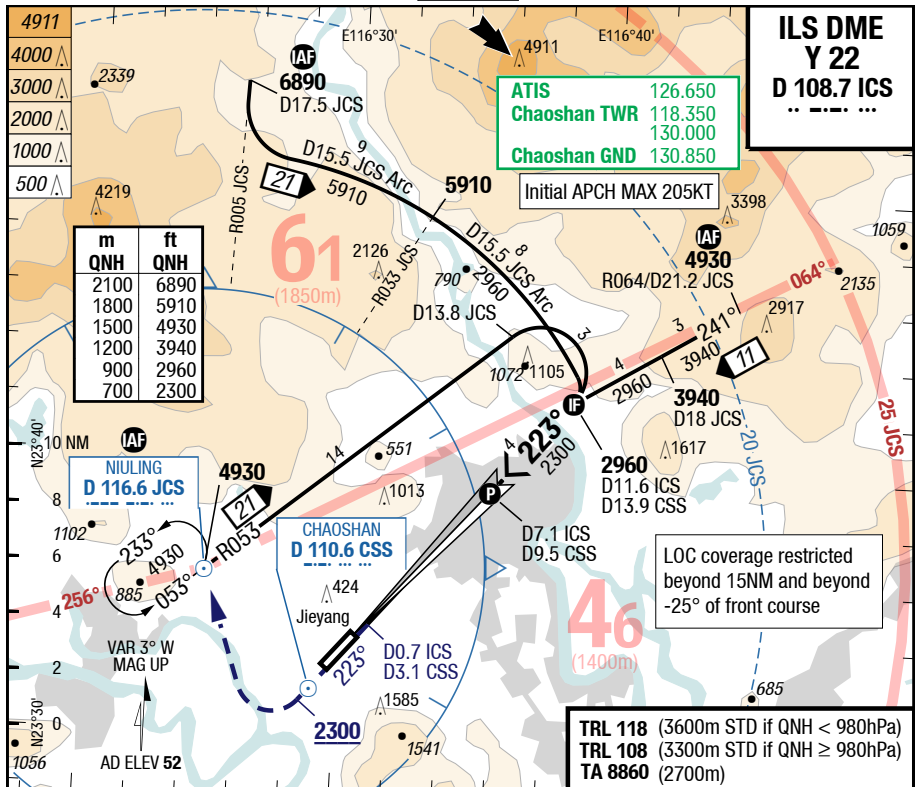 4911
4000
3000
2000
1000
500
2339
IAF
6890
D17.5 JCS
E116°30'
E116°40'
4911
ILS DME
Y 22
D 108.7 ICS
ATIS 126.650
Chaoshan TWR 118.350
130.000
Chaoshan GND 130.850
Initial APCH MAX 205KT
R005 JCS
9
D15.5 JCS Arc
21
5910
5910
8
D15.5 JCS Arc
2960
4219
61
(1850m)
2126
R033 JCS
790
3398
IAF
4930
R064/D21.2 JCS
1059
064°
2135
m ft
QNH QNH
2100 6890
1800 5910
1500 4930
1200 3940
900 2960
700 2300
D13.8 JCS
3
1072
1105
3
241°
2917
4
2960
3940
11
3940
D18 JCS
25 JCS
20 JCS
IF
N23°40'
10 NM
IAF
14
551
4
223°
2300
2960
D11.6 ICS
D13.9 CSS
1617
NIULING
D 116.6 JCS
4930
21
R053
1013
P
D7.1 ICS
D9.5 CSS
8
1102
6
4
2
0
233°
4930
053°
885
256°
CHAOSHAN
D 110.6 CSS
LOC coverage restricted
beyond 15NM and beyond
-25° of front course
424
Jieyang
46
(1400m)
VAR 3° W
MAG UP
D0.7 ICS
D3.1 CSS
223°
2300
1585
685
N23°30'
1056
AD ELEV 52
1541
TRL 118 (3600m STD if QNH < 980hPa)
TRL 108 (3300m STD if QNH ≥ 980hPa)
TA 8860 (2700m)